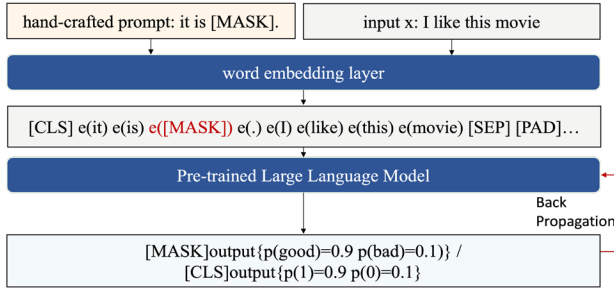 hand-crafted prompt: it is [MASK].
input x: I like this movie
word embedding layer
[CLS] e(it) e(is) e([MASK]) e(.) e(I) e(like) e(this) e(movie) [SEP] [PAD]…
Pre-trained Large Language Model
Back
Propagation
[MASK]output{p(good)=0.9 p(bad)=0.1)} /
[CLS]output{p(1)=0.9 p(0)=0.1}